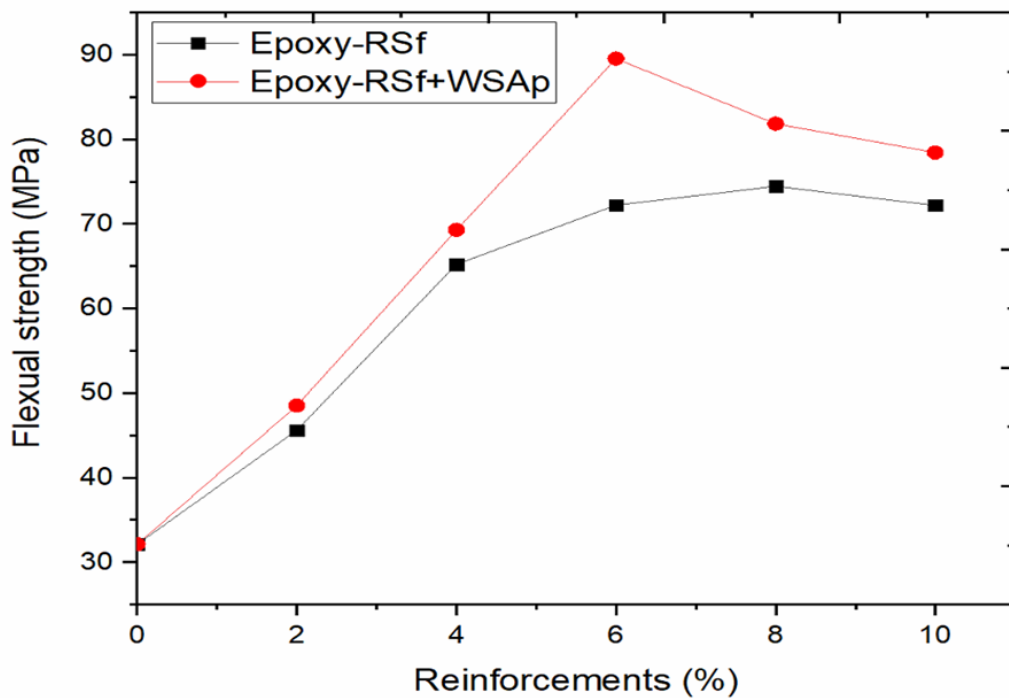 Epoxy-RSf
Epoxy-RSf+WSAp
Flexual strength (MPa)
90
80
70
60
50
40
30
0 2 4 6 8 10
Reinforcements (%)